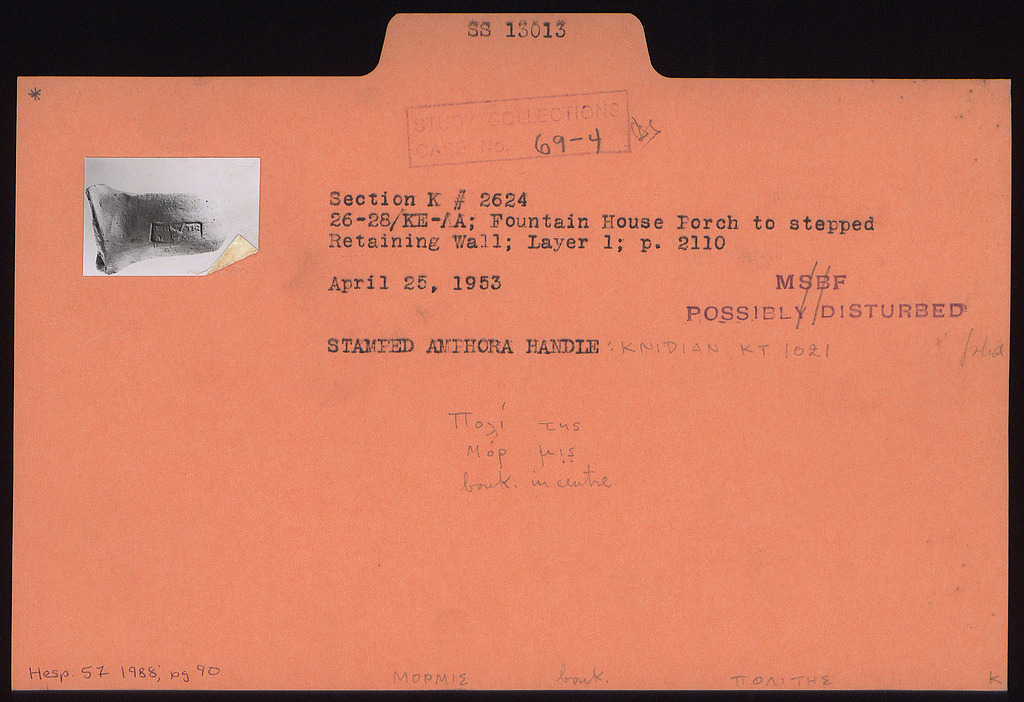 SS 13013
*
STUDY COLLECTIONS
CASE No. 69-4
Section K # 2624
26-28/KE-ΛA; Fountain House Porch to stepped
Retaining Wall; Layer 1; p. 2110
April 25, 1953
MSBF
POSSIBLY // DISTURBED
STAMPED AMPHORA HANDLE : KNIDIAN KT 1021
Πολί της
Μόρ μις
bouk. in centre
Hesp. 57 1988, pg 90
ΜΟΡΜΙΣ bouk. ΠΟΛΙΤΗΣ K